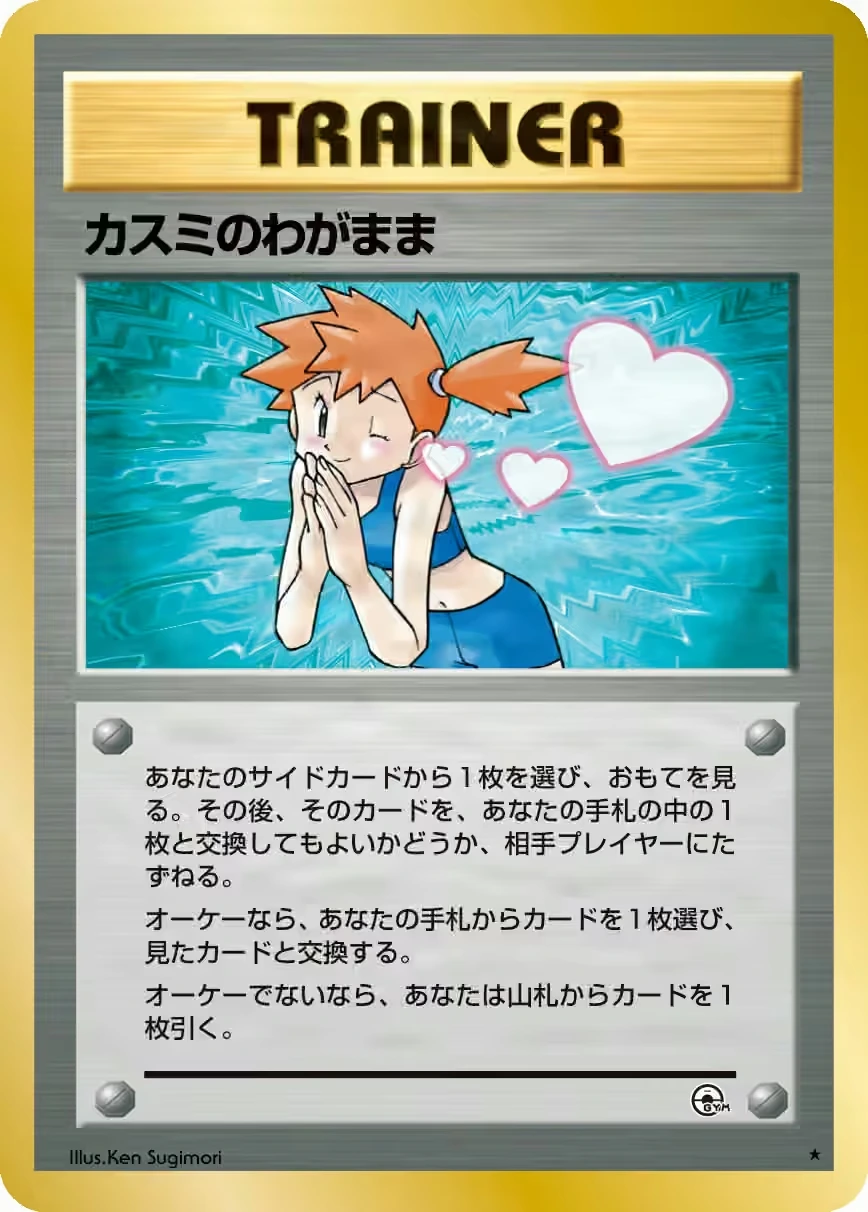 TRAINER
カスミのわがまま
あなたのサイドカードから1枚を選び、おもてを見
る。その後、そのカードを、あなたの手札の中の1
枚と交換してもよいかどうか、相手プレイヤーにた
ずねる。
オーケーなら、あなたの手札からカードを1枚選び、
見たカードと交換する。
オーケーでないなら、あなたは山札からカードを1
枚引く。
GYM
Illus.Ken Sugimori
★